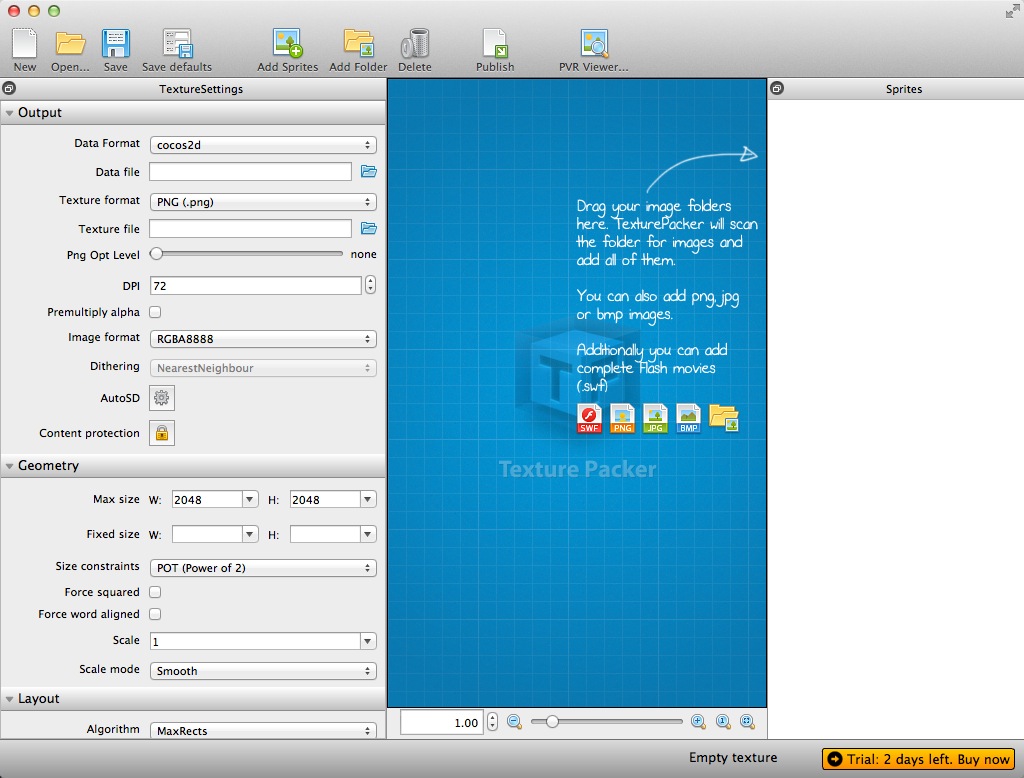 New
Open...
Save
Save defaults
Add Sprites
Add Folder
Delete
Publish
PVR Viewer...
TextureSettings
Output
Data Format
cocos2d
Data file
Texture format
PNG (.png)
Texture file
Png Opt Level
none
DPI
72
Premultiply alpha
Image format
RGBA8888
Dithering
NearestNeighbour
AutoSD
Content protection
Geometry
Max size W: 2048 H: 2048
Fixed size W: H:
Size constraints
POT (Power of 2)
Force squared
Force word aligned
Scale
1
Scale mode
Smooth
Layout
Algorithm
MaxRects
Drag your image folders
here. TexturePacker will scan
the folder for images and
add all of them.
You can also add png,jpg
or bmp images.
Additionally you can add
complete Flash movies
(.swf)
SWF PNG JPG BMP
TP
Texture Packer
1.00
Sprites
Empty texture
Trial: 2 days left. Buy now